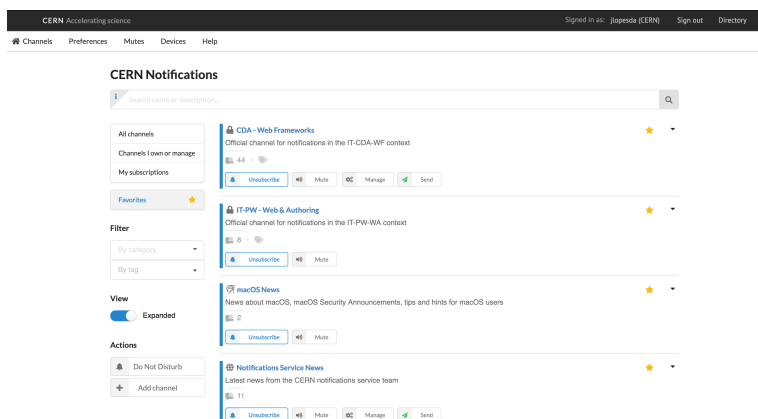 CERN Accelerating science
Signed in as: jlopesda (CERN) Sign out Directory
Channels Preferences Mutes Devices Help
CERN Notifications
i Search name or description...
All channels
Channels I own or manage
My subscriptions
Favorites
Filter
By category
By tag
View
Expanded
Actions
Do Not Disturb
Add channel
CDA - Web Frameworks
Official channel for notifications in the IT-CDA-WF context
44
Unsubscribe Mute Manage Send
IT-PW - Web & Authoring
Official channel for notifications in the IT-PW-WA context
8
Unsubscribe Mute
macOS News
News about macOS, macOS Security Announcements, tips and hints for macOS users
2
Unsubscribe Mute
Notifications Service News
Latest news from the CERN notifications service team
11
Unsubscribe Mute Manage Send